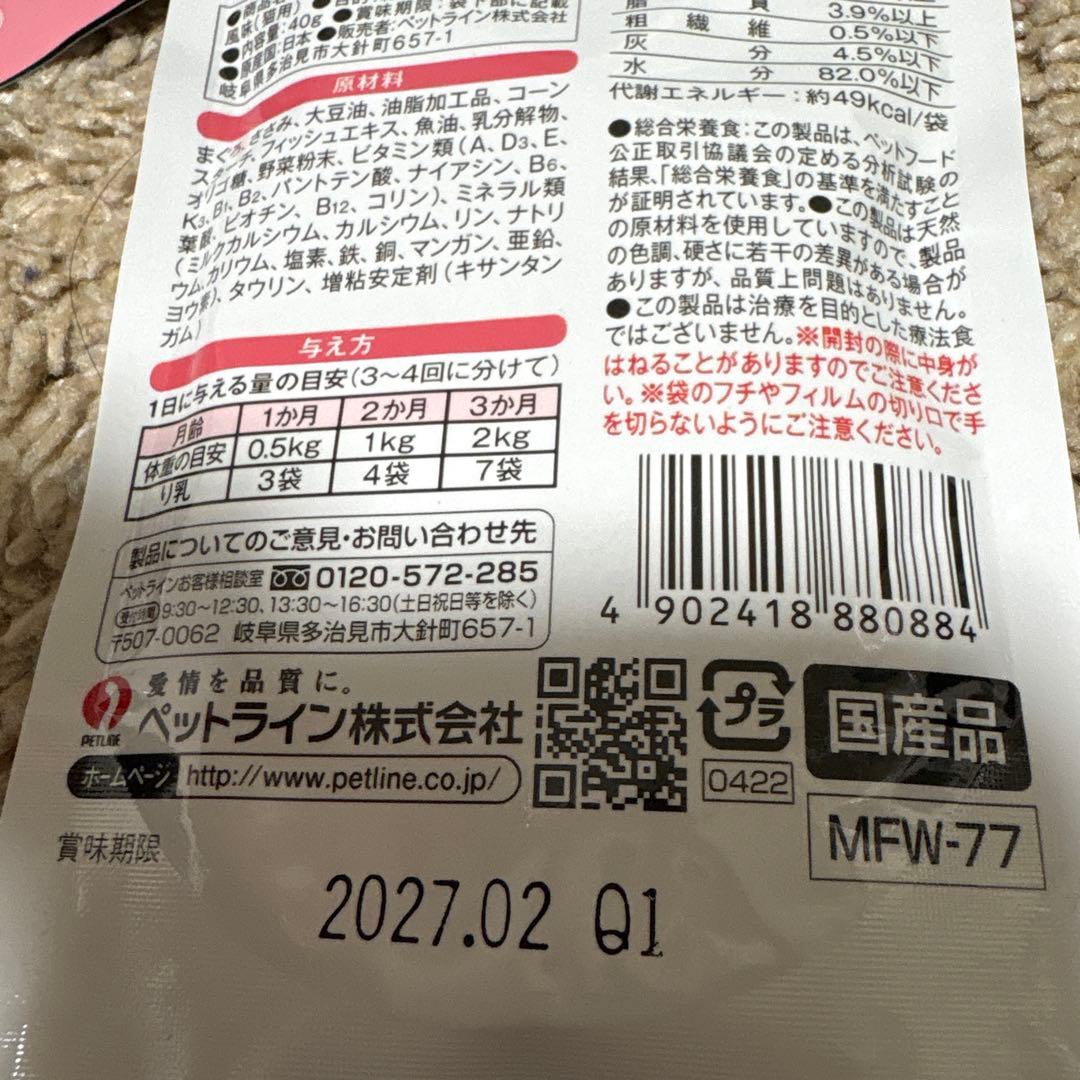 風味(猫用)
●内容量:40g ●賞味期限:袋下部に記載
●原産国:日本 ●販売者:ペットライン株式会社
岐阜県多治見市大針町657-1
原材料
まぐろ、ささみ、大豆油、油脂加工品、コーン
スターチ、フィッシュエキス、魚油、乳分解物、
オリゴ糖、野菜粉末、ビタミン類(A、D3、E、
K3、B1、B2、パントテン酸、ナイアシン、B6、
葉酸、ビオチン、B12、コリン)、ミネラル類
(ミルクカルシウム、カルシウム、リン、ナトリ
ウム、カリウム、塩素、鉄、銅、マンガン、亜鉛、
ヨウ素)、タウリン、増粘安定剤(キサンタン
ガム)
与え方
1日に与える量の目安(3〜4回に分けて)
月齢 1か月 2か月 3か月
体重の目安 0.5kg 1kg 2kg
り乳 3袋 4袋 7袋
製品についてのご意見・お問い合わせ先
ペットラインお客様相談室 0120-572-285
受付時間 9:30〜12:30、13:30〜16:30(土日祝日等を除く)
〒507-0062 岐阜県多治見市大針町657-1
愛情を品質に。
PETLINE ペットライン株式会社
ホームページ http://www.petline.co.jp/
賞味期限
2027.02 Q1
質 3.9%以上
粗繊維 0.5%以下
灰分 4.5%以下
水分 82.0%以下
代謝エネルギー:約49kcal/袋
●総合栄養食:この製品は、ペットフード
公正取引協議会の定める分析試験の
結果、「総合栄養食」の基準を満たすこと
が証明されています。●この製品は天然
の原材料を使用していますので、製品
の色調、硬さに若干の差異がある場合が
ありますが、品質上問題はありません。
●この製品は治療を目的とした療法食
ではございません。※開封の際に中身が
はねることがありますのでご注意くださ
い。※袋のフチやフィルムの切り口で手
を切らないようにご注意ください。
4 902418 880884
プラ
0422
国産品
MFW-77